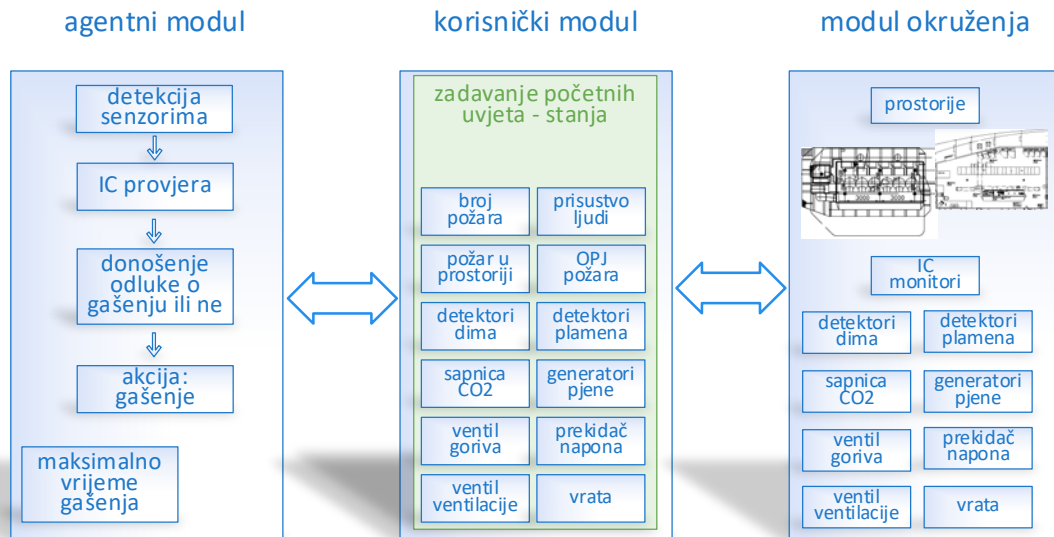 agentni modul
korisnički modul
modul okruženja
detekcija
senzorima
IC provjera
donošenje
odluke o
gašenju ili ne
akcija:
gašenje
maksimalno
vrijeme
gašenja
zadavanje početnih
uvjeta - stanja
broj
požara
prisustvo
ljudi
požar u
prostoriji
OPJ
požara
detektori
dima
detektori
plamena
sapnica
CO2
generatori
pjene
ventil
goriva
prekidač
napona
ventil
ventilacije
vrata
prostorije
IC
monitori
detektori
dima
detektori
plamena
sapnica
CO2
generatori
pjene
ventil
goriva
prekidač
napona
ventil
ventilacije
vrata